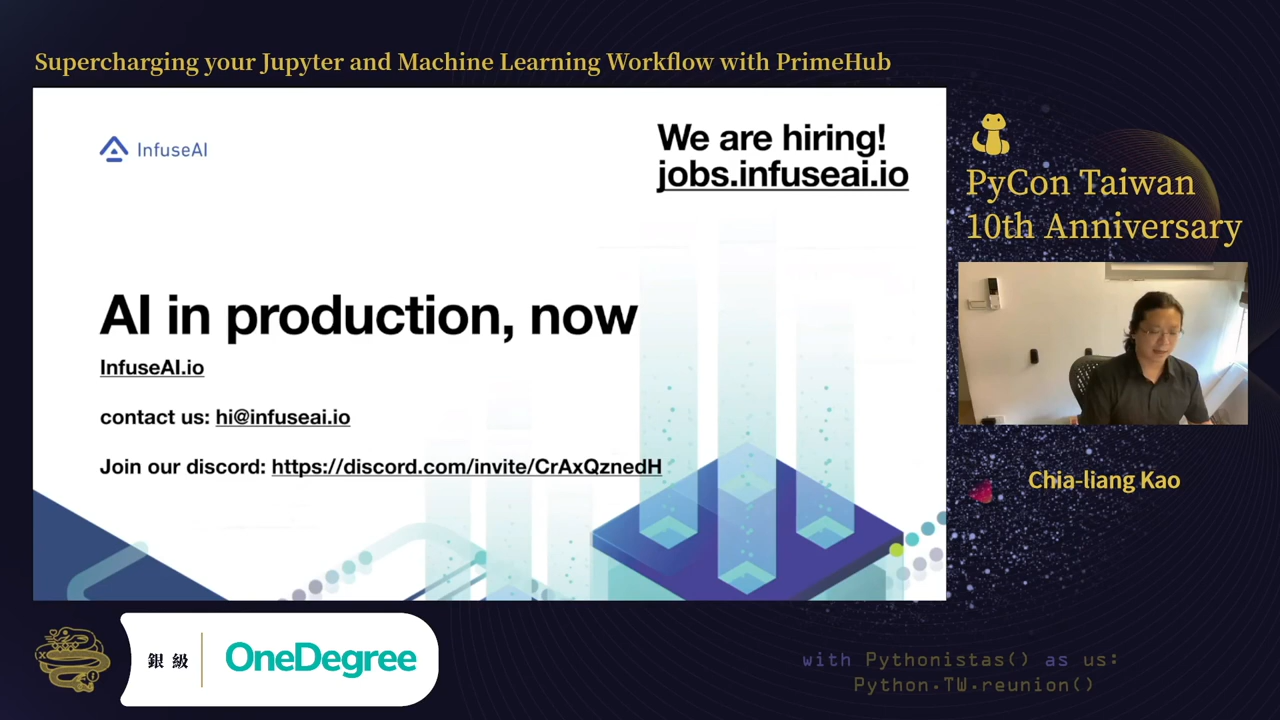 Supercharging your Jupyter and Machine Learning Workflow with PrimeHub
InfuseAI
We are hiring!
jobs.infuseai.io
AI in production, now
InfuseAI.io
contact us: hi@infuseai.io
Join our discord: https://discord.com/invite/CrAxQznedH
PyCon Taiwan
10th Anniversary
Chia-liang Kao
銀級
OneDegree
with Pythonistas() as us:
Python.TW.reunion()